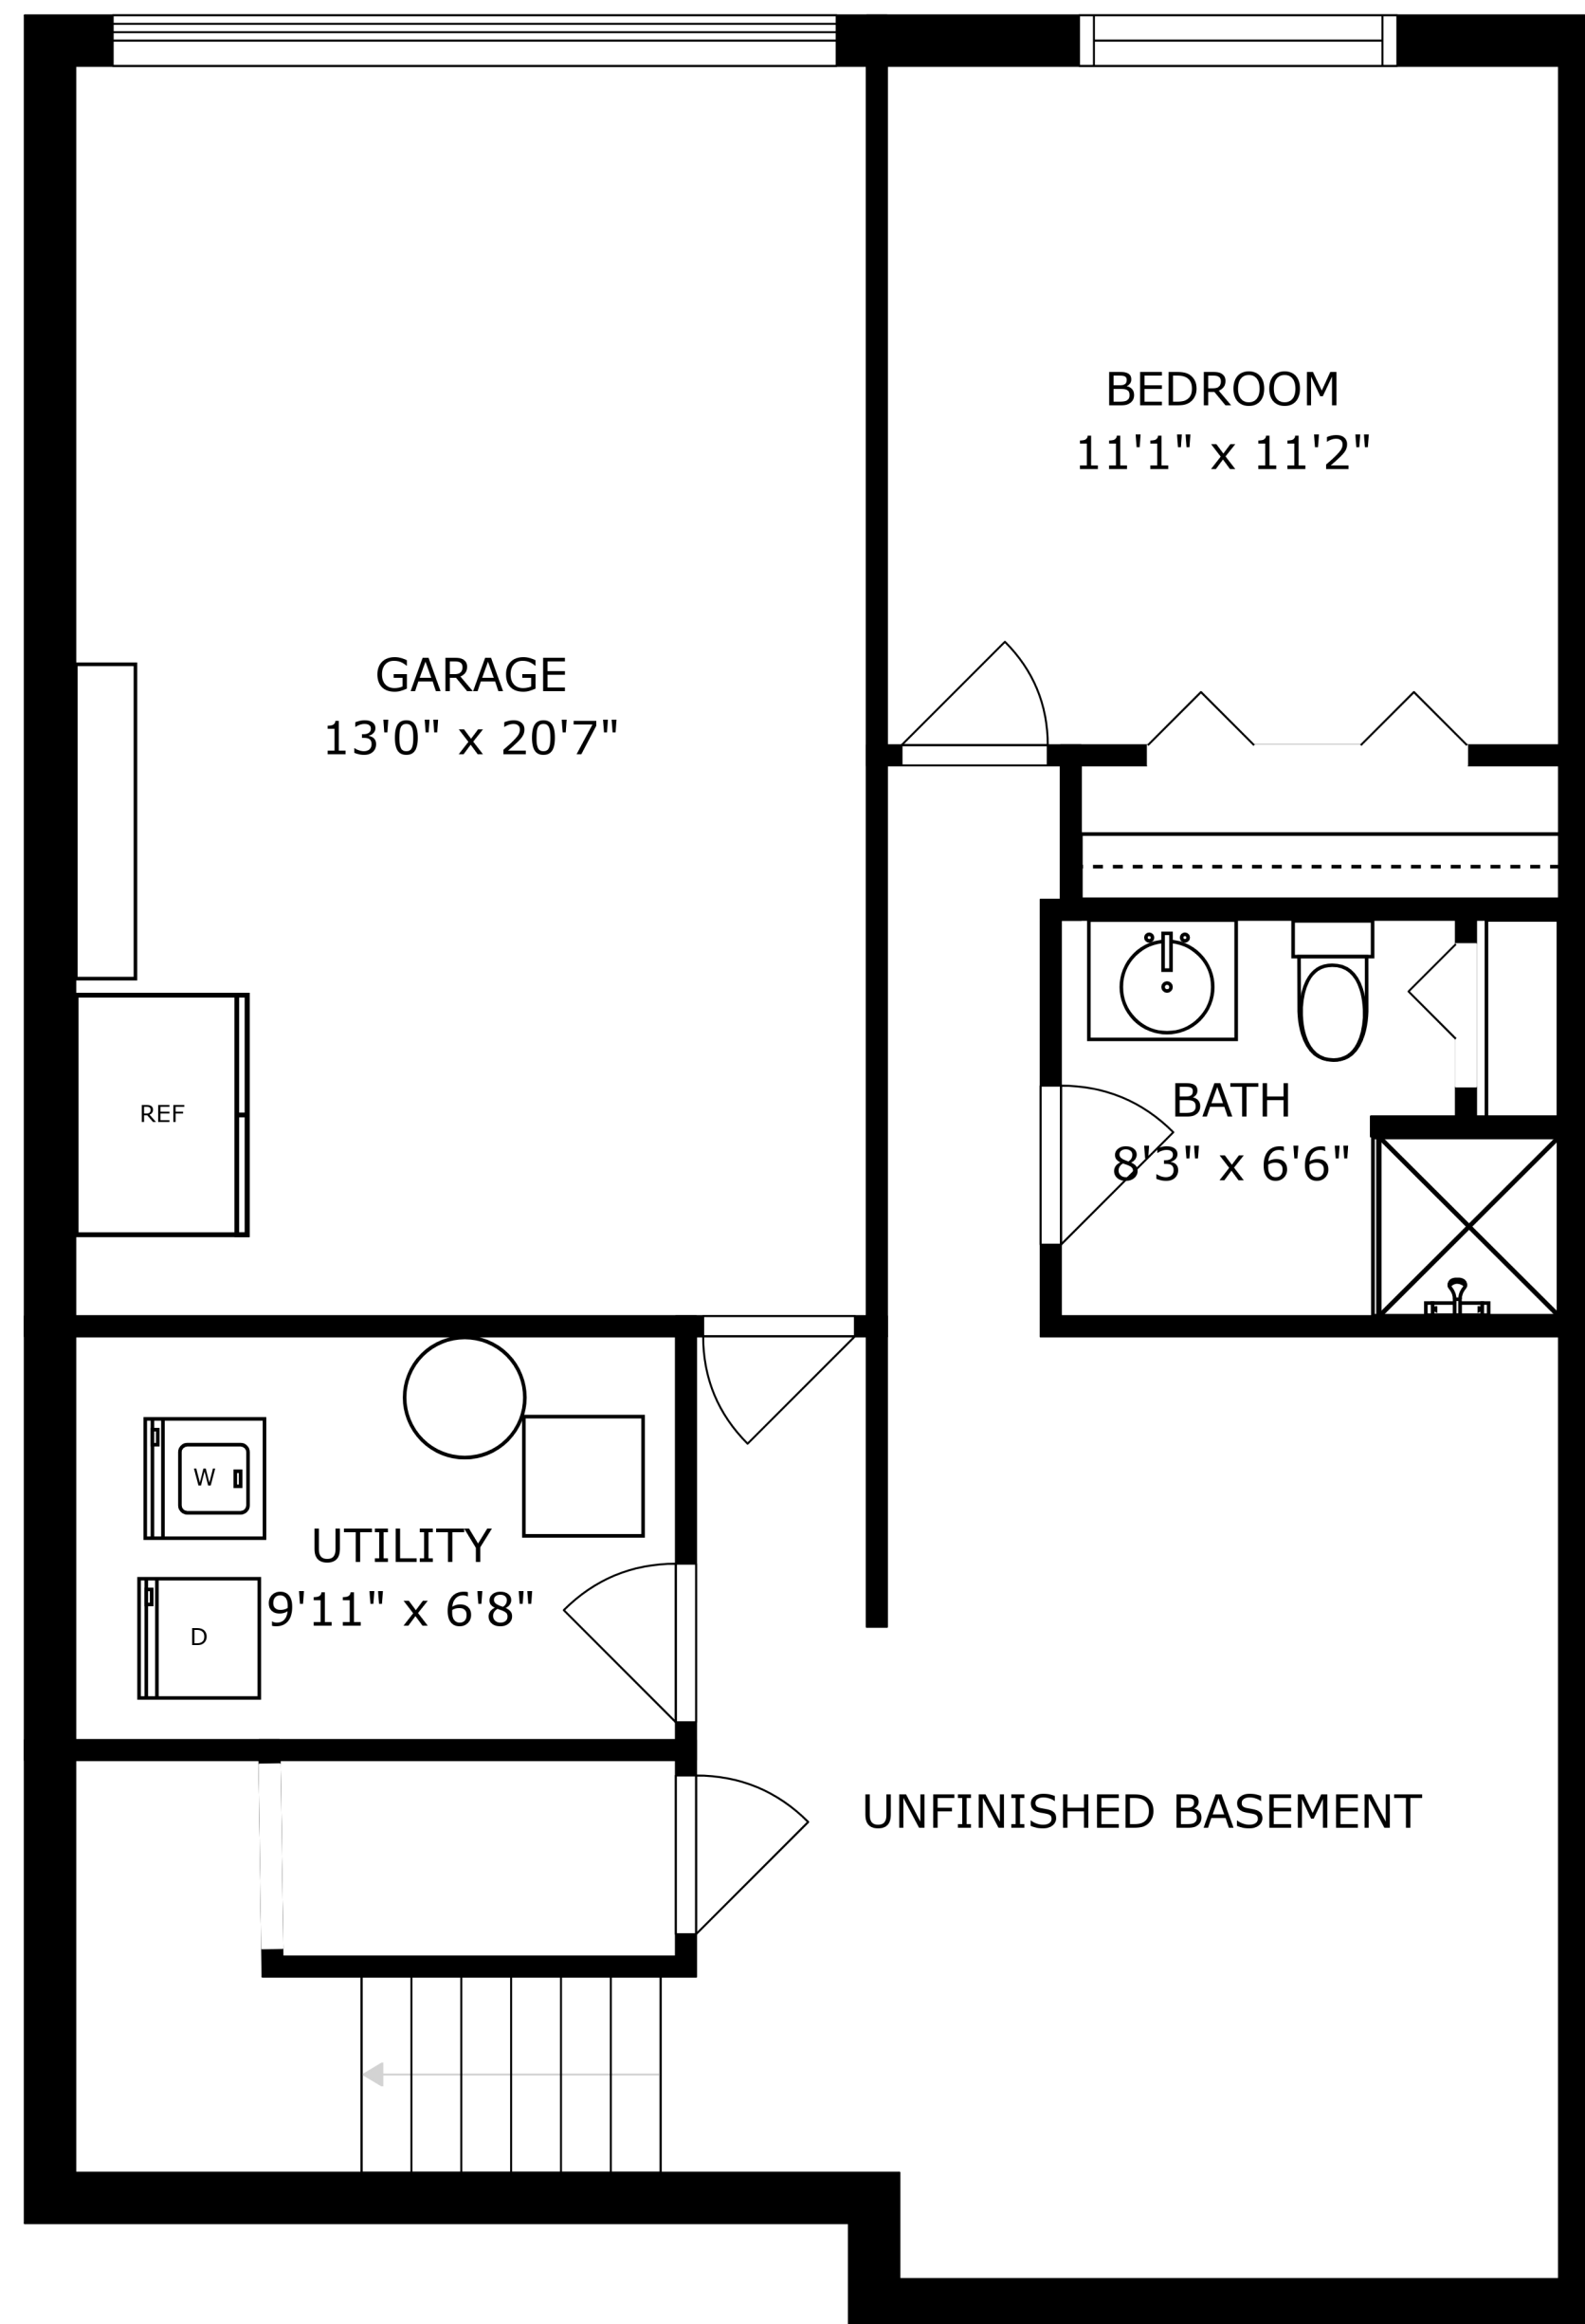 BEDROOM
11'1" x 11'2"
GARAGE
13'0" x 20'7"
REF
BATH
8'3" x 6'6"
W
UTILITY
9'11" x 6'8"
D
UNFINISHED BASEMENT